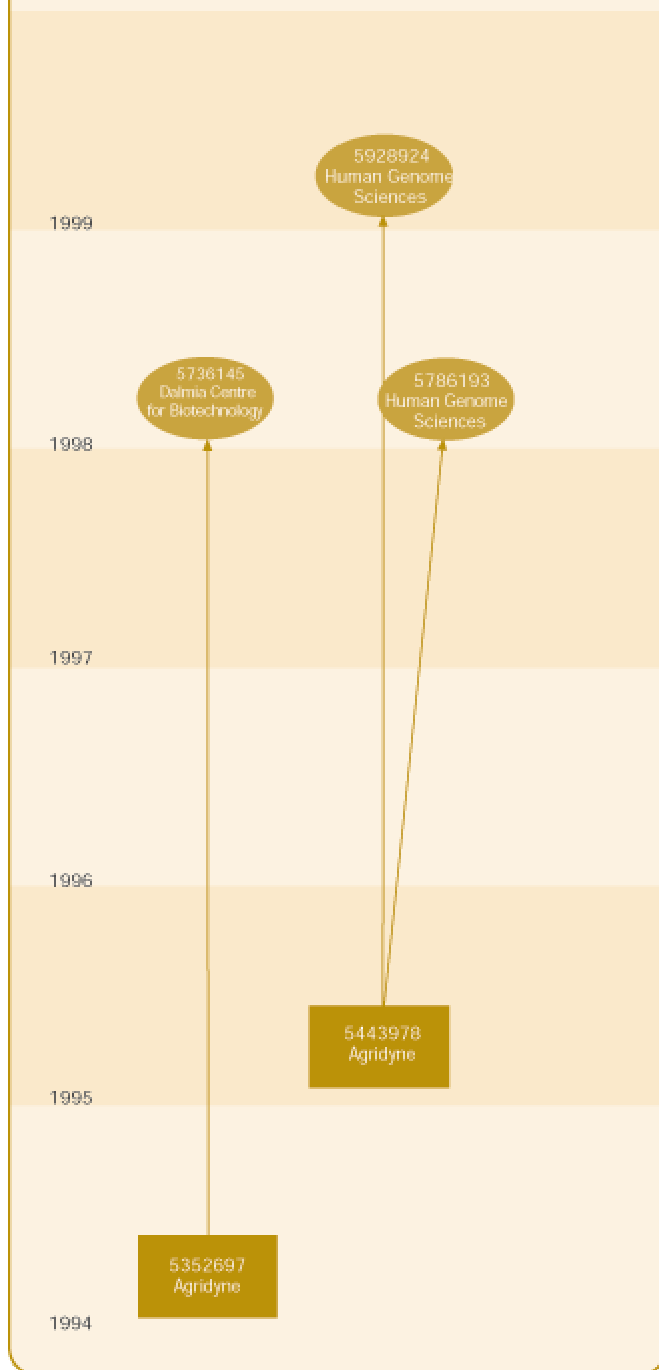 5928924
Human Genome
Sciences
1999
5736145
Dalmia Centre
for Biotechnology
5786193
Human Genome
Sciences
1998
1997
1996
5443978
Agridyne
1995
5352697
Agridyne
1994